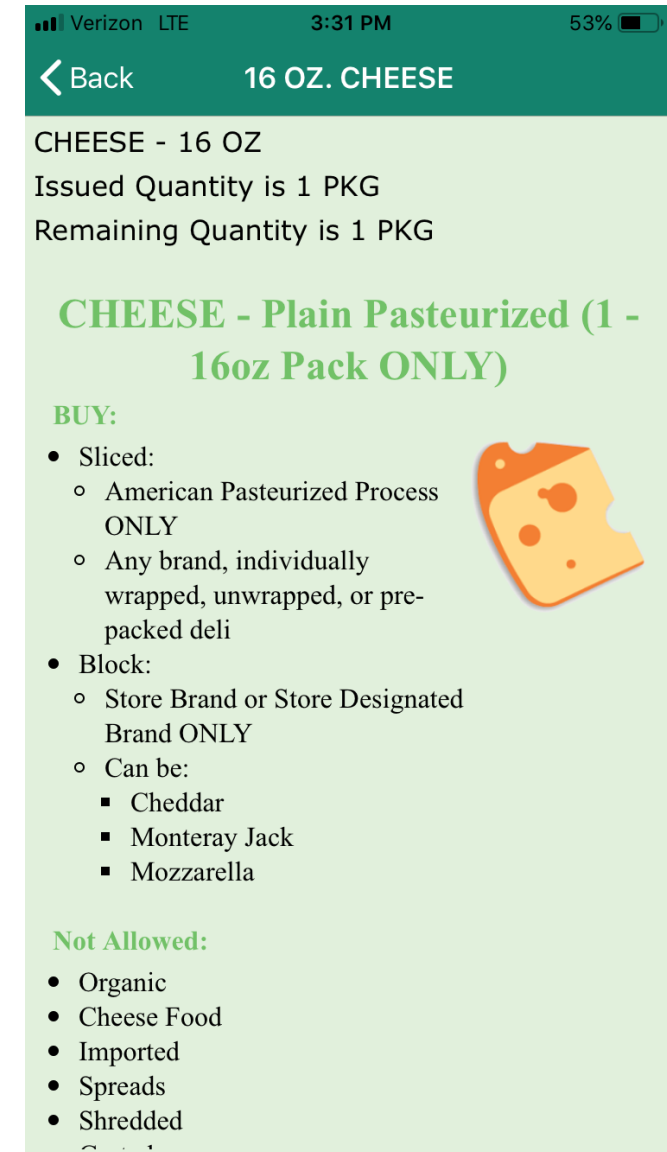 Verizon LTE 3:31 PM 53%
Back 16 OZ. CHEESE
CHEESE - 16 OZ
Issued Quantity is 1 PKG
Remaining Quantity is 1 PKG
CHEESE - Plain Pasteurized (1 -
16oz Pack ONLY)
BUY:
• Sliced:
American Pasteurized Process
ONLY
Any brand, individually
wrapped, unwrapped, or pre-
packed deli
• Block:
Store Brand or Store Designated
Brand ONLY
Can be:
Cheddar
Monteray Jack
Mozzarella
Not Allowed:
• Organic
• Cheese Food
• Imported
• Spreads
• Shredded